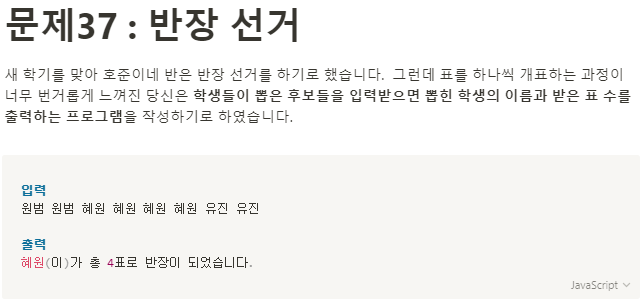 문제37 : 반장 선거
새 학기를 맞아 호준이네 반은 반장 선거를 하기로 했습니다. 그런데 표를 하나씩 개표하는 과정이
너무 번거롭게 느껴진 당신은 학생들이 뽑은 후보들을 입력받으면 뽑힌 학생의 이름과 받은 표 수를
출력하는 프로그램을 작성하기로 하였습니다.
입력
원범 원범 혜원 혜원 혜원 혜원 유진 유진
출력
혜원(이)가 총 4표로 반장이 되었습니다.
JavaScript